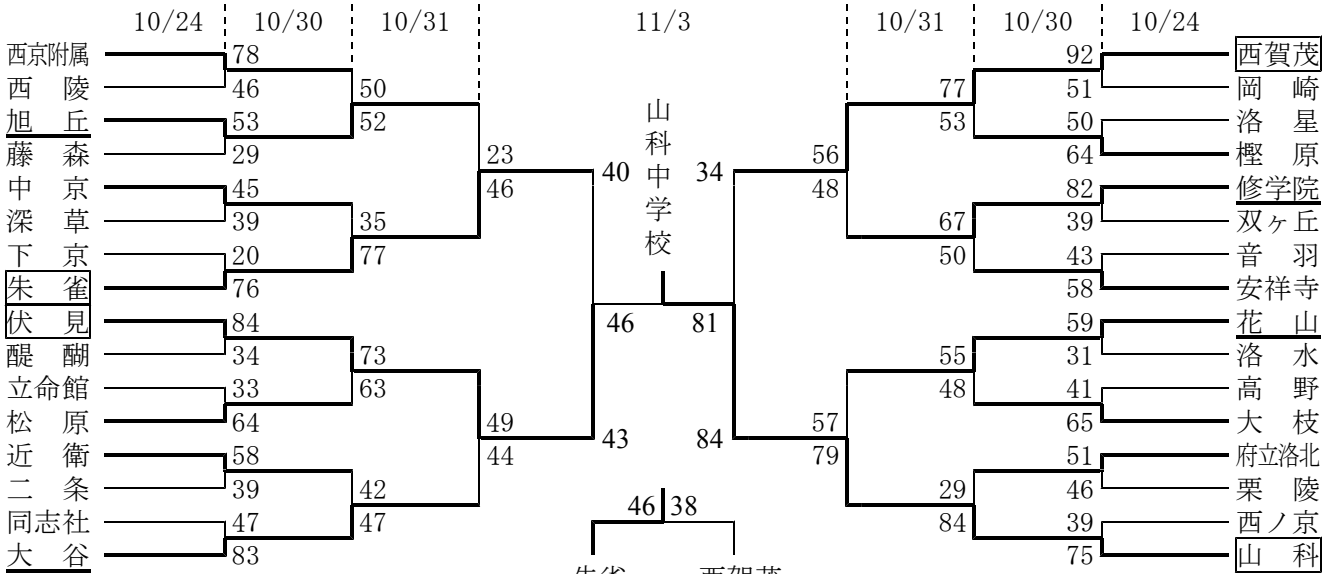 10/24 10/30 10/31 11/3 10/31 10/30 10/24
西京附属 78 92 西賀茂
西陵 46 50 77 51 岡崎
旭丘 53 52 53 50 洛星
藤森 29 64 樫原
23 56
中京 45 46 40 34 48 82 修学院
深草 39 35 67 39 双ヶ丘
下京 20 77 50 43 音羽
朱雀 76 58 安祥寺
山科中学校
伏見 84 46 81 59 花山
醍醐 34 73 55 31 洛水
立命館 33 63 48 41 高野
松原 64 65 大枝
49 57
近衛 58 44 43 84 79 51 府立洛北
二条 39 42 29 46 栗陵
同志社 47 47 46 38 84 39 西ノ京
大谷 83 75 山科